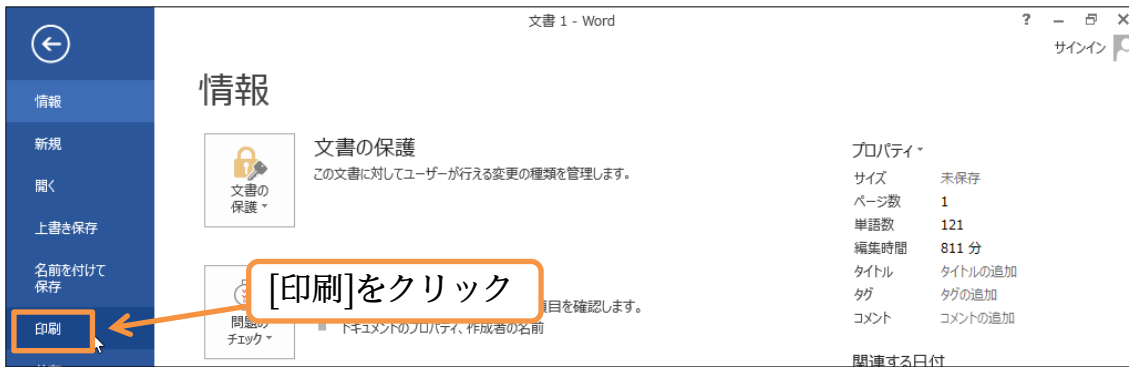 文書 1 - Word
?
サインイン
情報
新規
開く
上書き保存
名前を付けて
保存
印刷
情報
文書の
保護
文書の保護
この文書に対してユーザーが行える変更の種類を管理します。
[印刷]をクリック
問題の
チェック
項目を確認します。
ドキュメントのプロパティ、作成者の名前
プロパティ
サイズ 未保存
ページ数 1
単語数 121
編集時間 811 分
タイトル タイトルの追加
タグ タグの追加
コメント コメントの追加
関連する日付